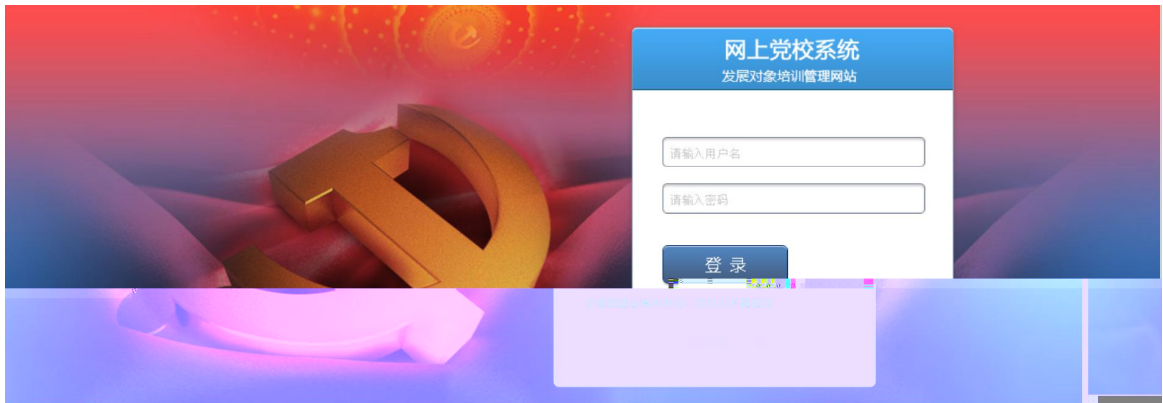 网上党校系统
发展对象培训管理网站
请输入用户名
请输入密码
登 录